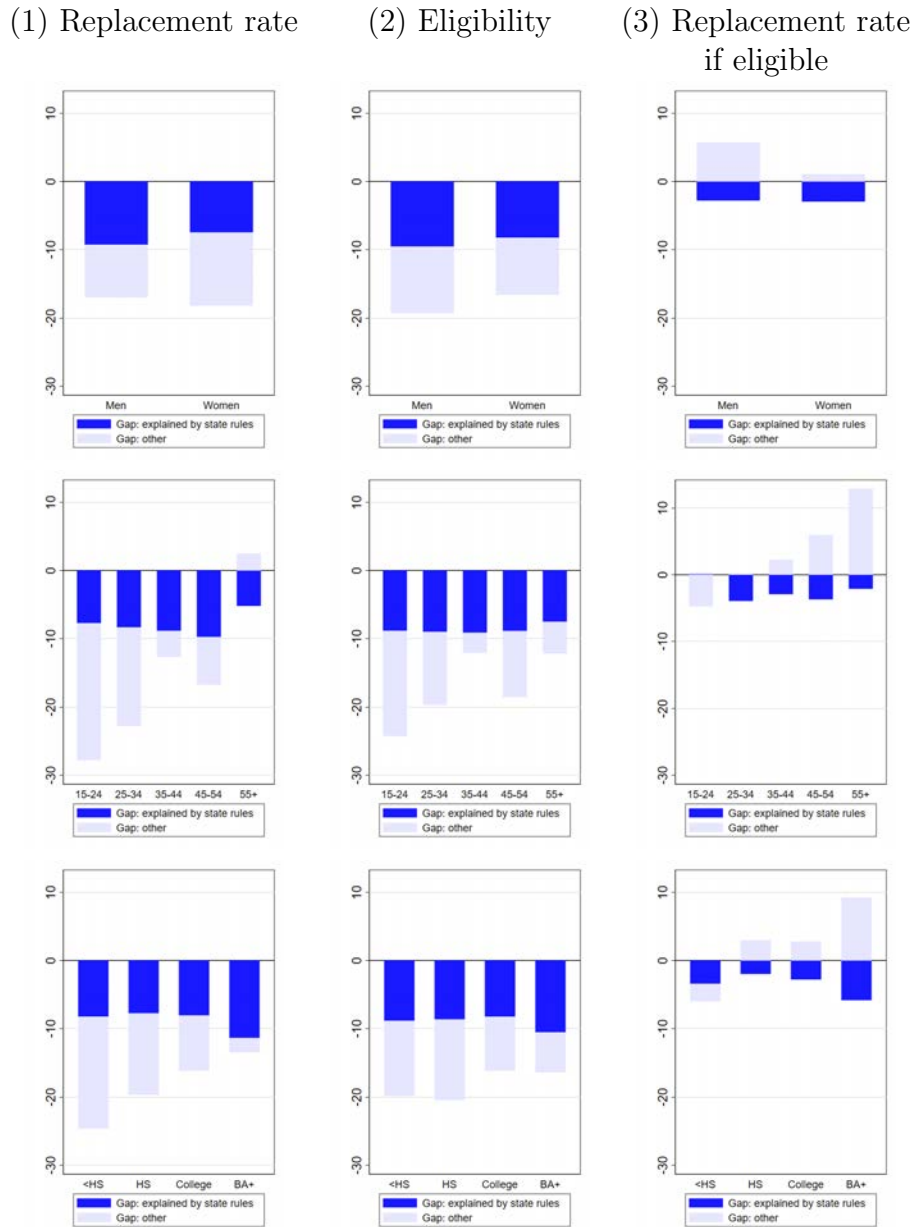 (1) Replacement rate (2) Eligibility (3) Replacement rate
if eligible
10
0
-10
-20
-30
Men Women
Gap: explained by state rules
Gap: other
10
0
-10
-20
-30
Men Women
Gap: explained by state rules
Gap: other
10
0
-10
-20
-30
Men Women
Gap: explained by state rules
Gap: other
10
0
-10
-20
-30
15-24 25-34 35-44 45-54 55+
Gap: explained by state rules
Gap: other
10
0
-10
-20
-30
15-24 25-34 35-44 45-54 55+
Gap: explained by state rules
Gap: other
10
0
-10
-20
-30
15-24 25-34 35-44 45-54 55+
Gap: explained by state rules
Gap: other
10
0
-10
-20
-30
<HS HS College BA+
Gap: explained by state rules
Gap: other
10
0
-10
-20
-30
<HS HS College BA+
Gap: explained by state rules
Gap: other
10
0
-10
-20
-30
<HS HS College BA+
Gap: explained by state rules
Gap: other